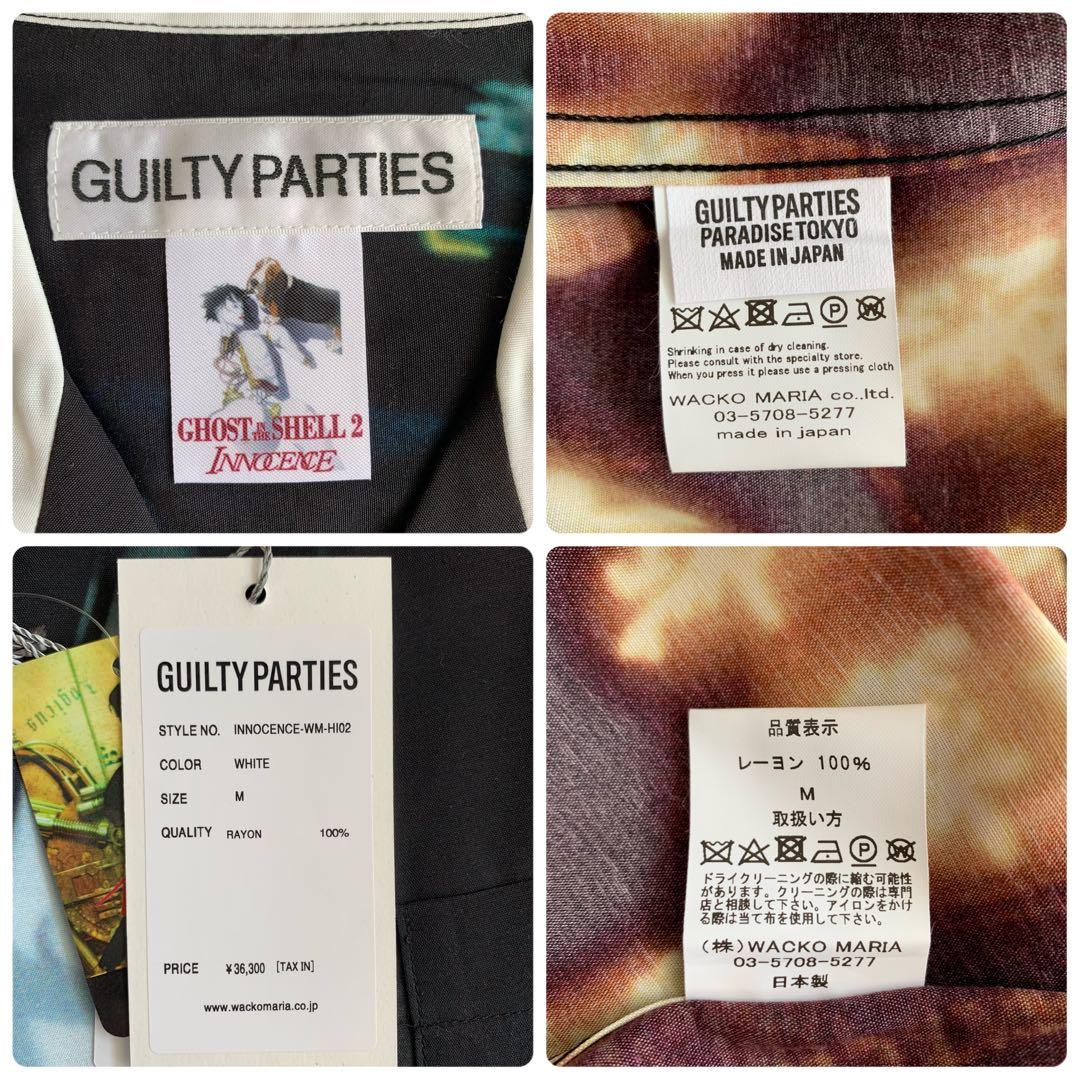 GUILTY PARTIES
GHOST IN THE SHELL 2
INNOCENCE
GUILTY PARTIES
PARADISE TOKYO
MADE IN JAPAN
Shrinking in case of dry cleaning.
Please consult with the specialty store.
When you press it please use a pressing cloth
WACKO MARIA co.,ltd.
03-5708-5277
made in japan
GUILTY PARTIES
STYLE NO. INNOCENCE-WM-HI02
COLOR WHITE
SIZE M
QUALITY RAYON 100%
PRICE ¥36,300 [TAX IN]
www.wackomaria.co.jp
品質表示
レーヨン 100%
M
取扱い方
ドライクリーニングの際に縮む可能性
があります。クリーニングの際は専門
店と相談して下さい。アイロンをかけ
る際は当て布を使用して下さい。
(株)WACKO MARIA
03-5708-5277
日本製